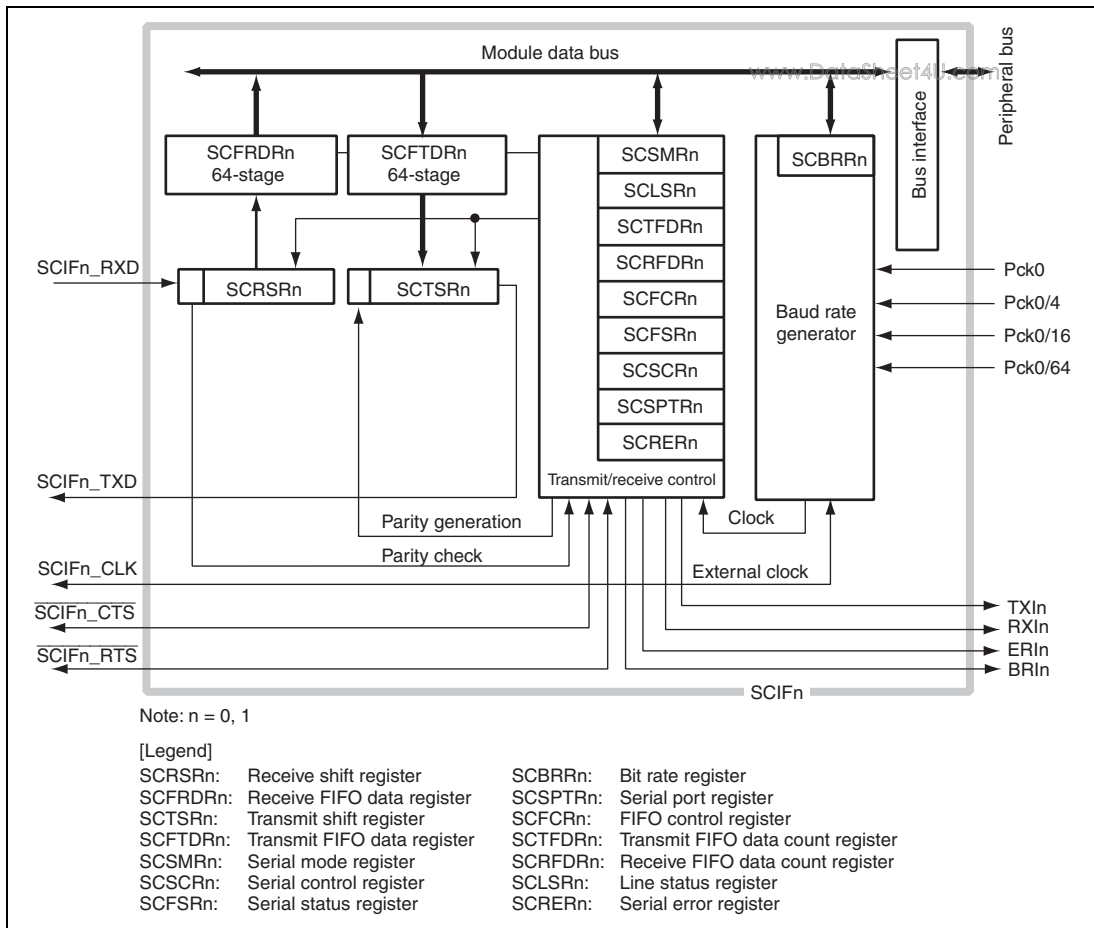 Module data bus
www.DataSheet4U.com
Peripheral bus
Bus interface
SCFRDRn
64-stage
SCFTDRn
64-stage
SCSMRn
SCLSRn
SCTFDRn
SCRFDRn
SCFCRn
SCFSRn
SCSCRn
SCSPTRn
SCRERn
Transmit/receive control
SCBRRn
Baud rate
generator
SCIFn_RXD
SCRSRn
SCTSRn
Pck0
Pck0/4
Pck0/16
Pck0/64
SCIFn_TXD
Parity generation
Parity check
Clock
SCIFn_CLK
External clock
SCIFn_CTS
SCIFn_RTS
TXIn
RXIn
ERIn
BRIn
SCIFn
Note: n = 0, 1
[Legend]
SCRSRn: Receive shift register
SCFRDRn: Receive FIFO data register
SCTSRn: Transmit shift register
SCFTDRn: Transmit FIFO data register
SCSMRn: Serial mode register
SCSCRn: Serial control register
SCFSRn: Serial status register
SCBRRn: Bit rate register
SCSPTRn: Serial port register
SCFCRn: FIFO control register
SCTFDRn: Transmit FIFO data count register
SCRFDRn: Receive FIFO data count register
SCLSRn: Line status register
SCRERn: Serial error register